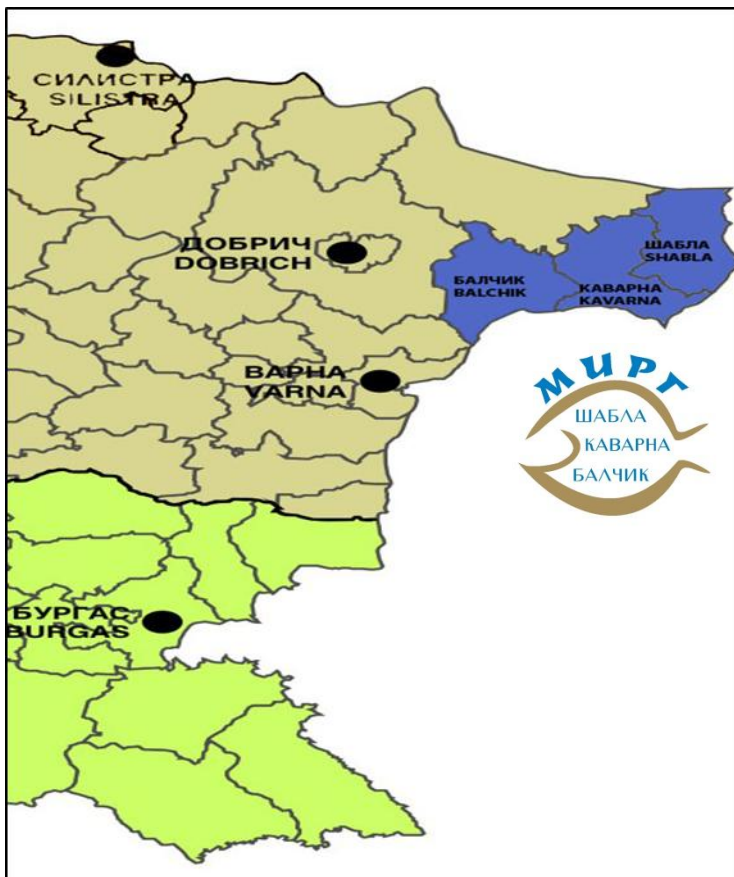 СИЛИСТРА
SILISTRA
ДОБРИЧ
DOBRICH
БАЛЧИК
BALCHIK
КАВАРНА
KAVARNA
ШАБЛА
SHABLA
ВАРНА
VARNA
МИРГ
ШАБЛА
КАВАРНА
БАЛЧИК
БУРГАС
BURGAS